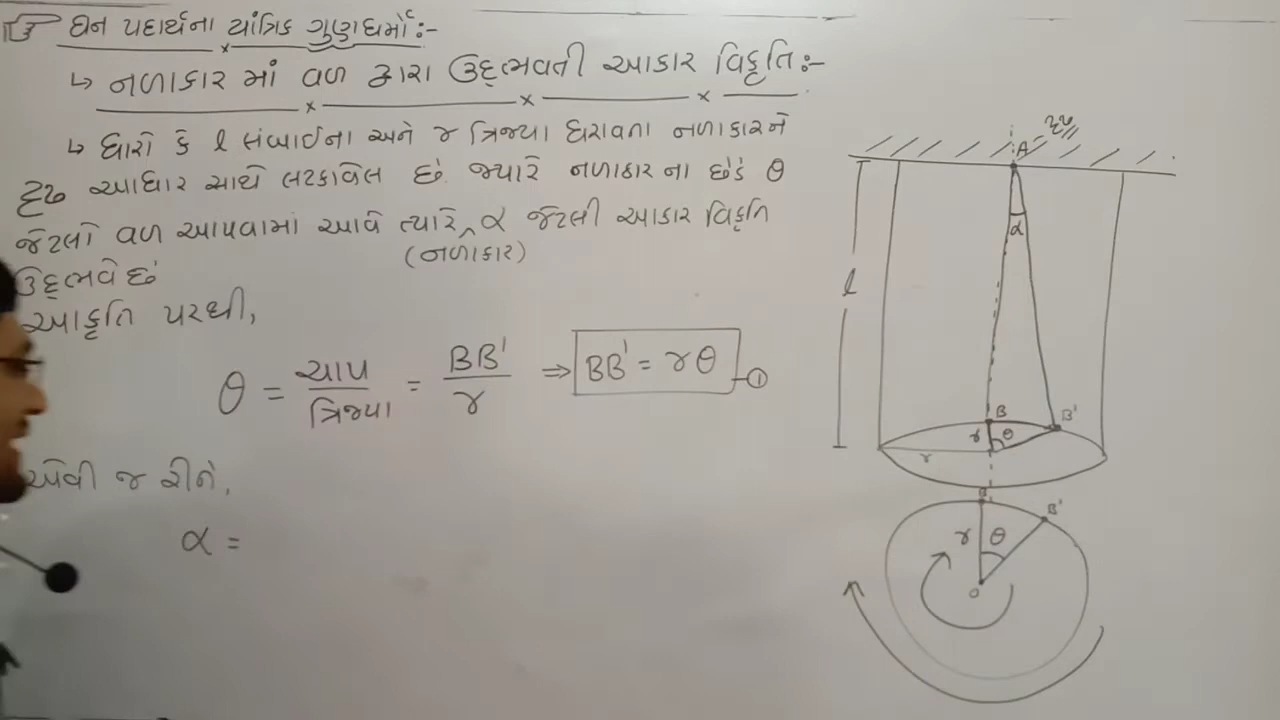 ઘન પદાર્થના યાંત્રિક ગુણધર્મો :-
↳ નળાકાર માં વળ દ્વારા ઉદ્ભવતી આકાર વિકૃતિ :-
↳ ધારો કે l લંબાઈના અને r ત્રિજ્યા ધરાવતા નળાકારને
દૃઢ આધાર સાથે લટકાવેલ છે જ્યારે નળાકાર ના છેડે θ
જેટલો વળ આપવામાં આવે ત્યારે ^ α જેટલી આકાર વિકૃતિ
(નળાકાર)
ઉદ્ભવે છે
આકૃતિ પરથી,
θ = ચાપ / ત્રિજ્યા = BB' / r ⇒ BB' = rθ —①
એવી જ રીતે,
α =
A દૃઢ
α
l
B B'
r θ
r
B B'
r θ
O